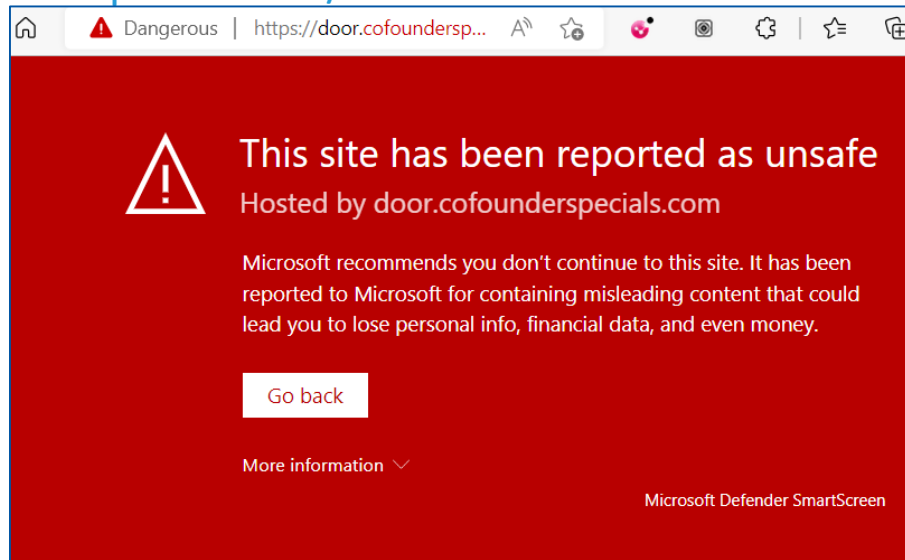 Dangerous | https://door.cofoundersp...
This site has been reported as unsafe
Hosted by door.cofounderspecials.com
Microsoft recommends you don't continue to this site. It has been
reported to Microsoft for containing misleading content that could
lead you to lose personal info, financial data, and even money.
Go back
More information
Microsoft Defender SmartScreen